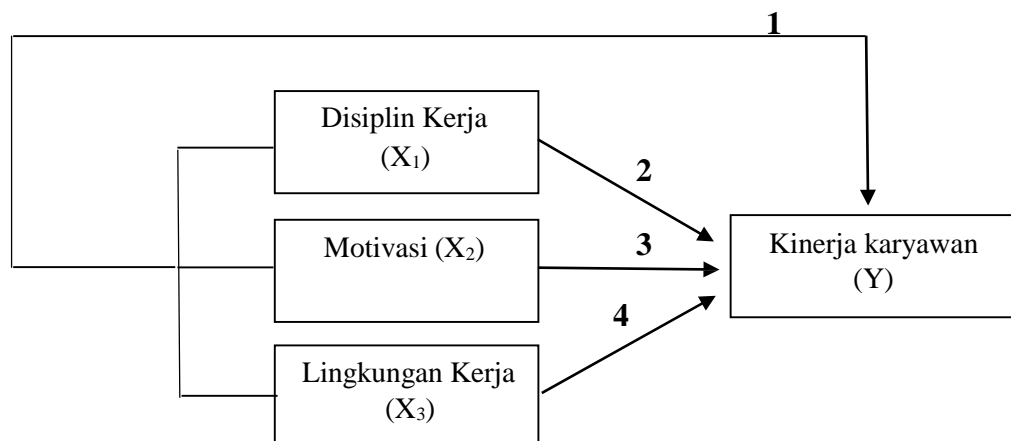 1
Disiplin Kerja
(X₁)
2
Motivasi (X₂)
3
Kinerja karyawan
(Y)
4
Lingkungan Kerja
(X₃)